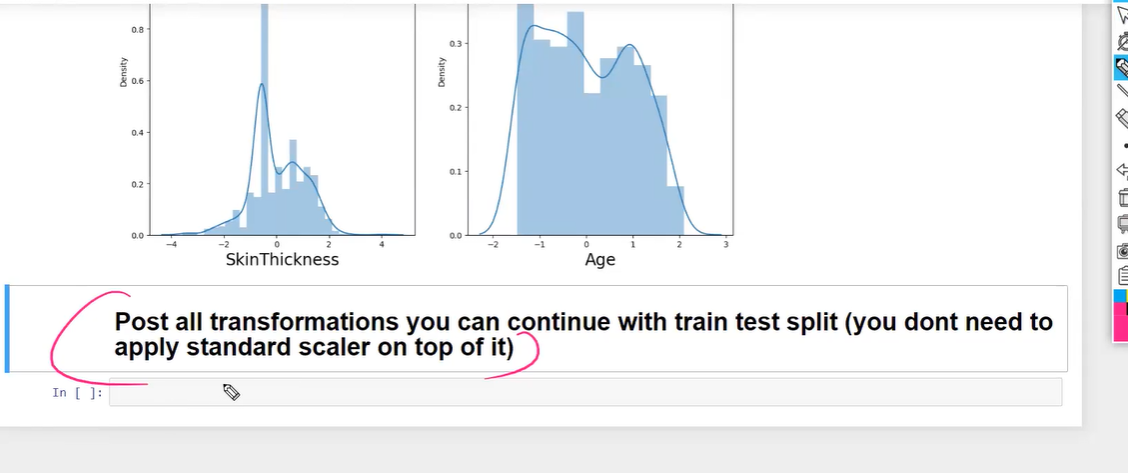 0.8
0.6
0.4
0.2
0.0
Density
−4 −2 0 2 4
SkinThickness
0.3
0.2
0.1
0.0
Density
−2 −1 0 1 2 3
Age
Post all transformations you can continue with train test split (you dont need to
apply standard scaler on top of it)
In [ ]: